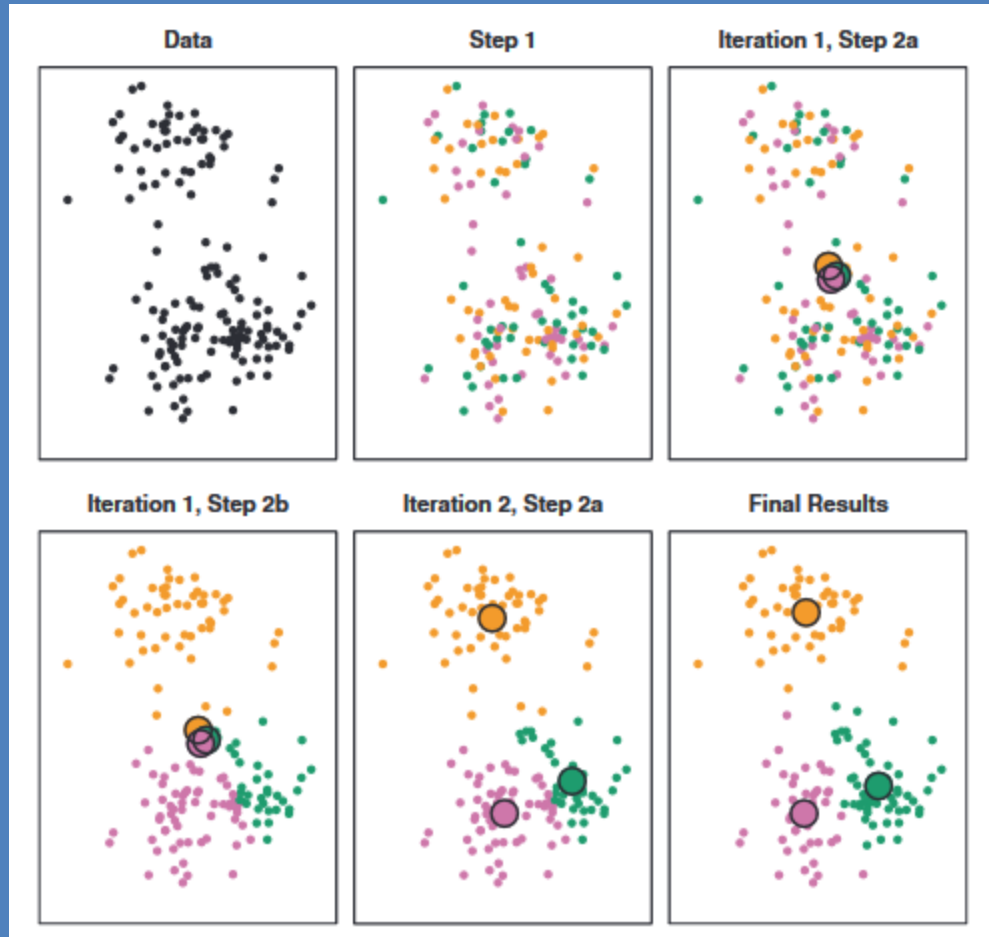 Data
Step 1
Iteration 1, Step 2a
Iteration 1, Step 2b
Iteration 2, Step 2a
Final Results